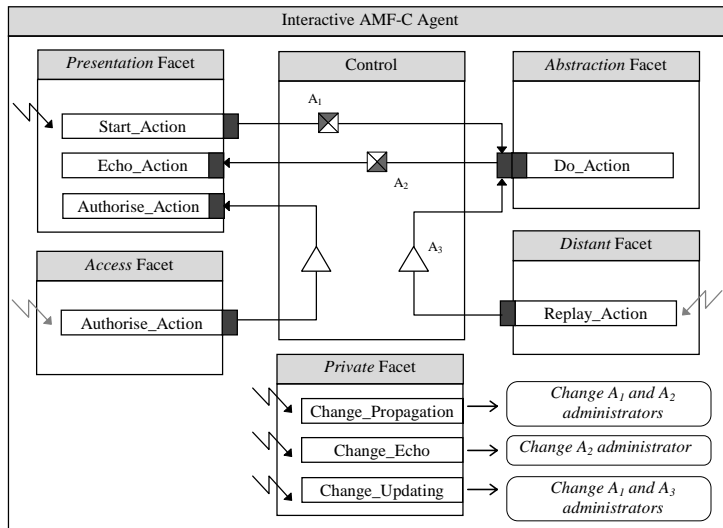 Interactive AMF-C Agent
Presentation Facet
Control
Abstraction Facet
A1
Start_Action
Echo_Action
Do_Action
A2
Authorise_Action
A3
Access Facet
Distant Facet
Authorise_Action
Replay_Action
Private Facet
Change_Propagation
Change A1 and A2
administrators
Change_Echo
Change A2 administrator
Change_Updating
Change A1 and A3
administrators